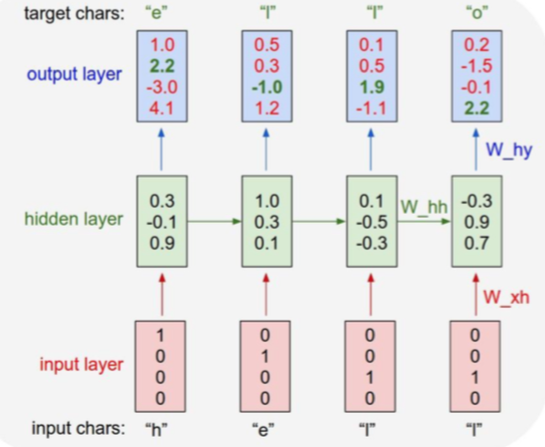 target chars: "e" "l" "l" "o"
1.0 0.5 0.1 0.2
output layer 2.2 0.3 0.5 -1.5
-3.0 -1.0 1.9 -0.1
4.1 1.2 -1.1 2.2
W_hy
0.3 1.0 0.1 W_hh -0.3
hidden layer -0.1 0.3 -0.5 0.9
0.9 0.1 -0.3 0.7
W_xh
1 0 0 0
input layer 0 1 0 0
0 0 1 1
0 0 0 0
input chars: "h" "e" "l" "l"